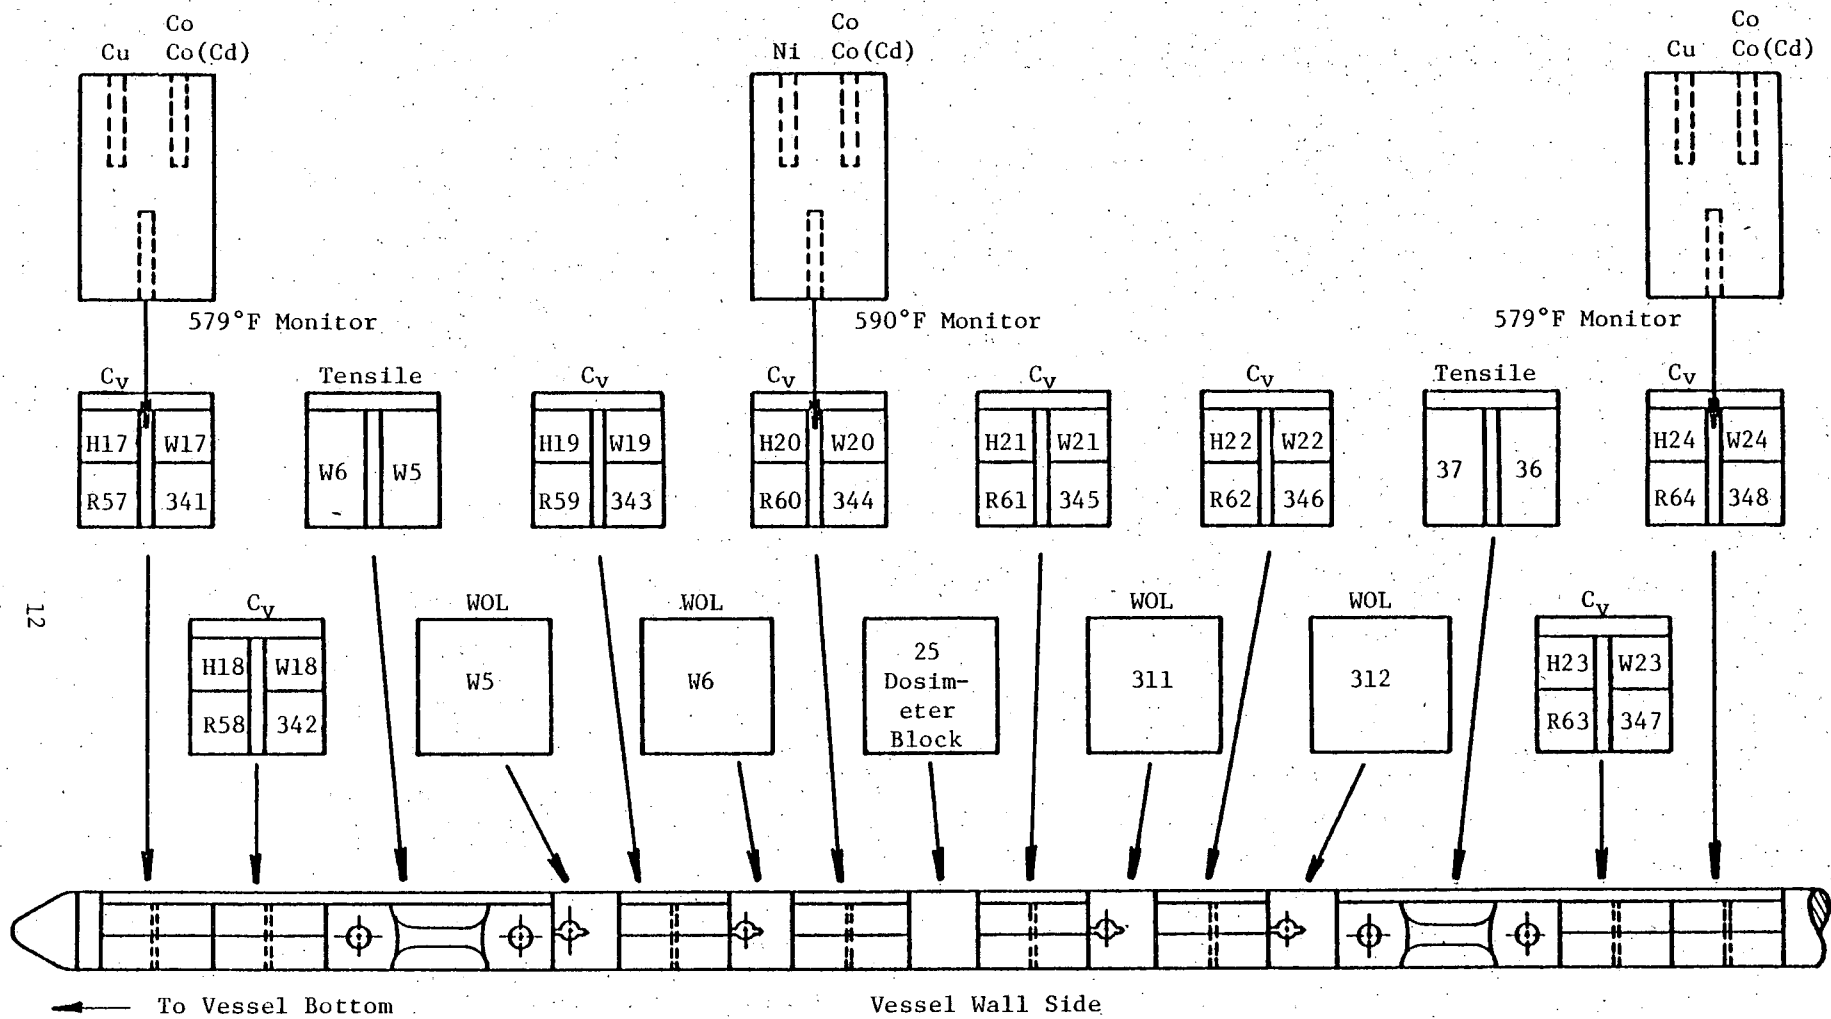 Co
Cu Co(Cd)
Co
Ni Co(Cd)
Co
Cu Co(Cd)
579°F Monitor
590°F Monitor
579°F Monitor
Cv
H17 W17
R57 341
Tensile
W6 W5
Cv
H19 W19
R59 343
Cv
H20 W20
R60 344
Cv
H21 W21
R61 345
Cv
H22 W22
R62 346
Tensile
37 36
Cv
H24 W24
R64 348
12
Cv
H18 W18
R58 342
WOL
W5
WOL
W6
25
Dosim-
eter
Block
WOL
311
WOL
312
Cv
H23 W23
R63 347
To Vessel Bottom
Vessel Wall Side